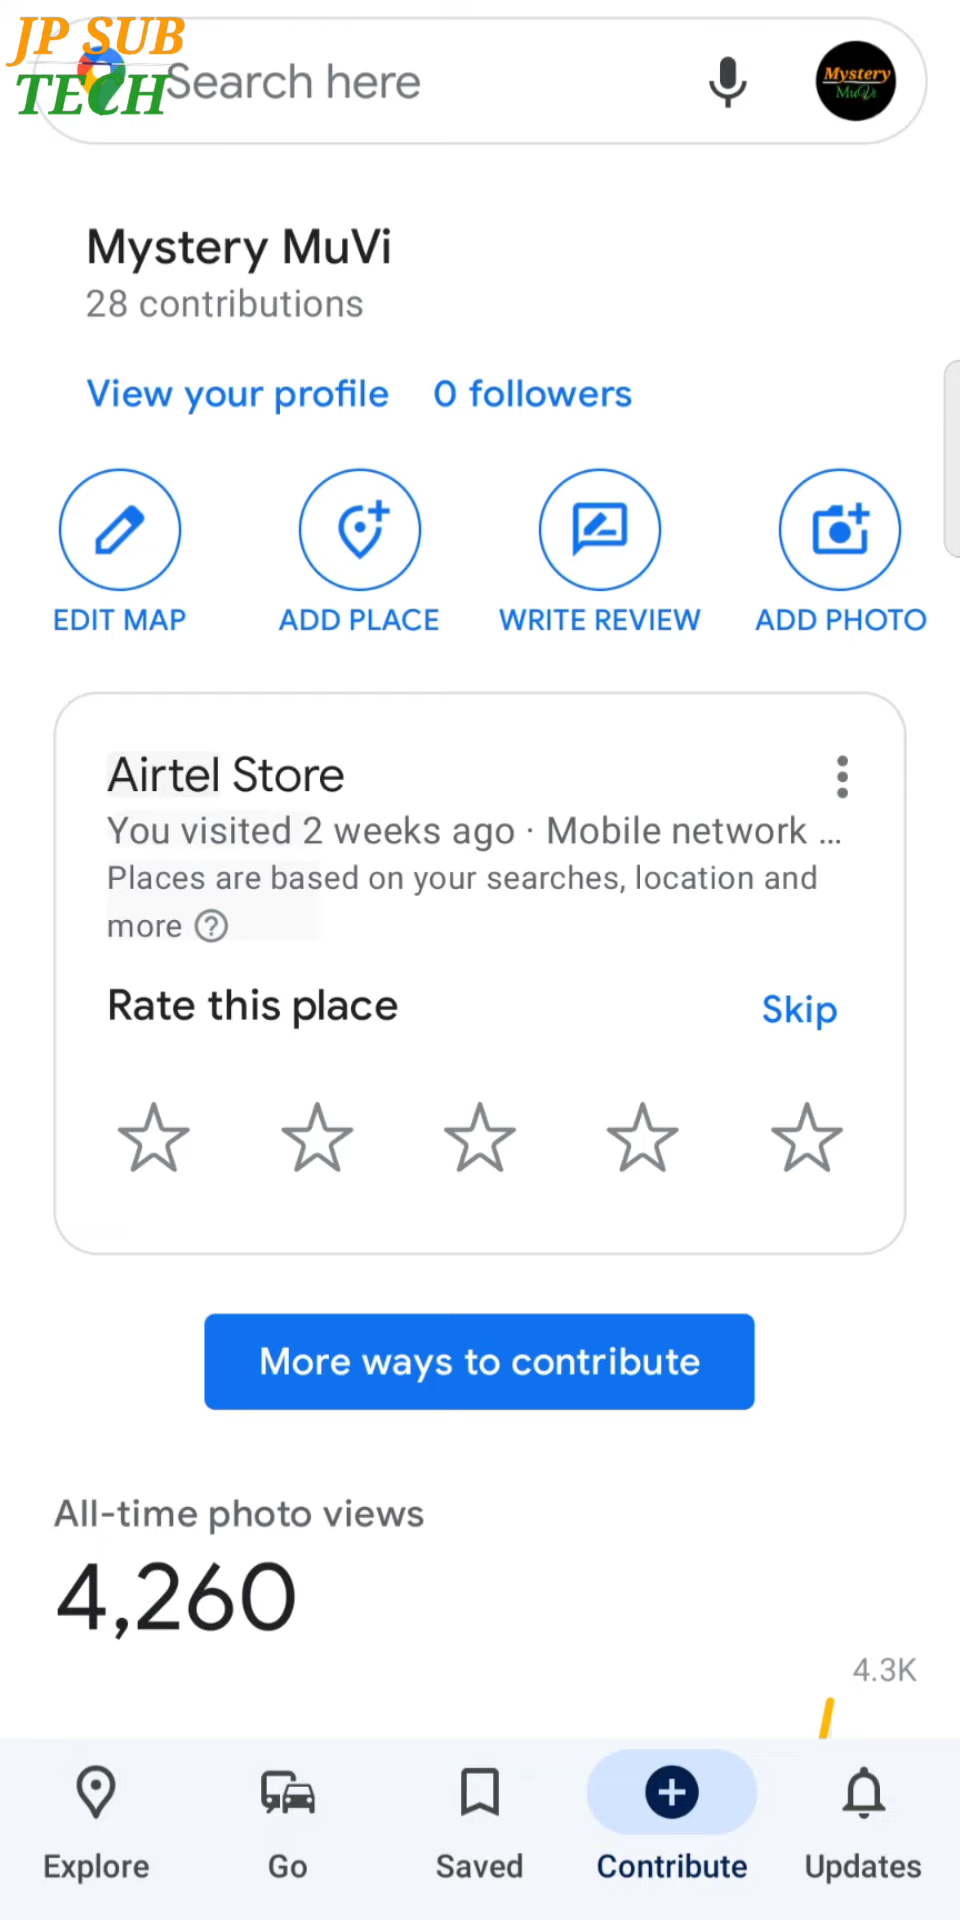 JP SUB
TECH
Search here
Mystery
MuVi
Mystery MuVi
28 contributions
View your profile 0 followers
EDIT MAP ADD PLACE WRITE REVIEW ADD PHOTO
Airtel Store
You visited 2 weeks ago · Mobile network ...
Places are based on your searches, location and
more
Rate this place Skip
More ways to contribute
All-time photo views
4,260
4.3K
Explore Go Saved Contribute Updates